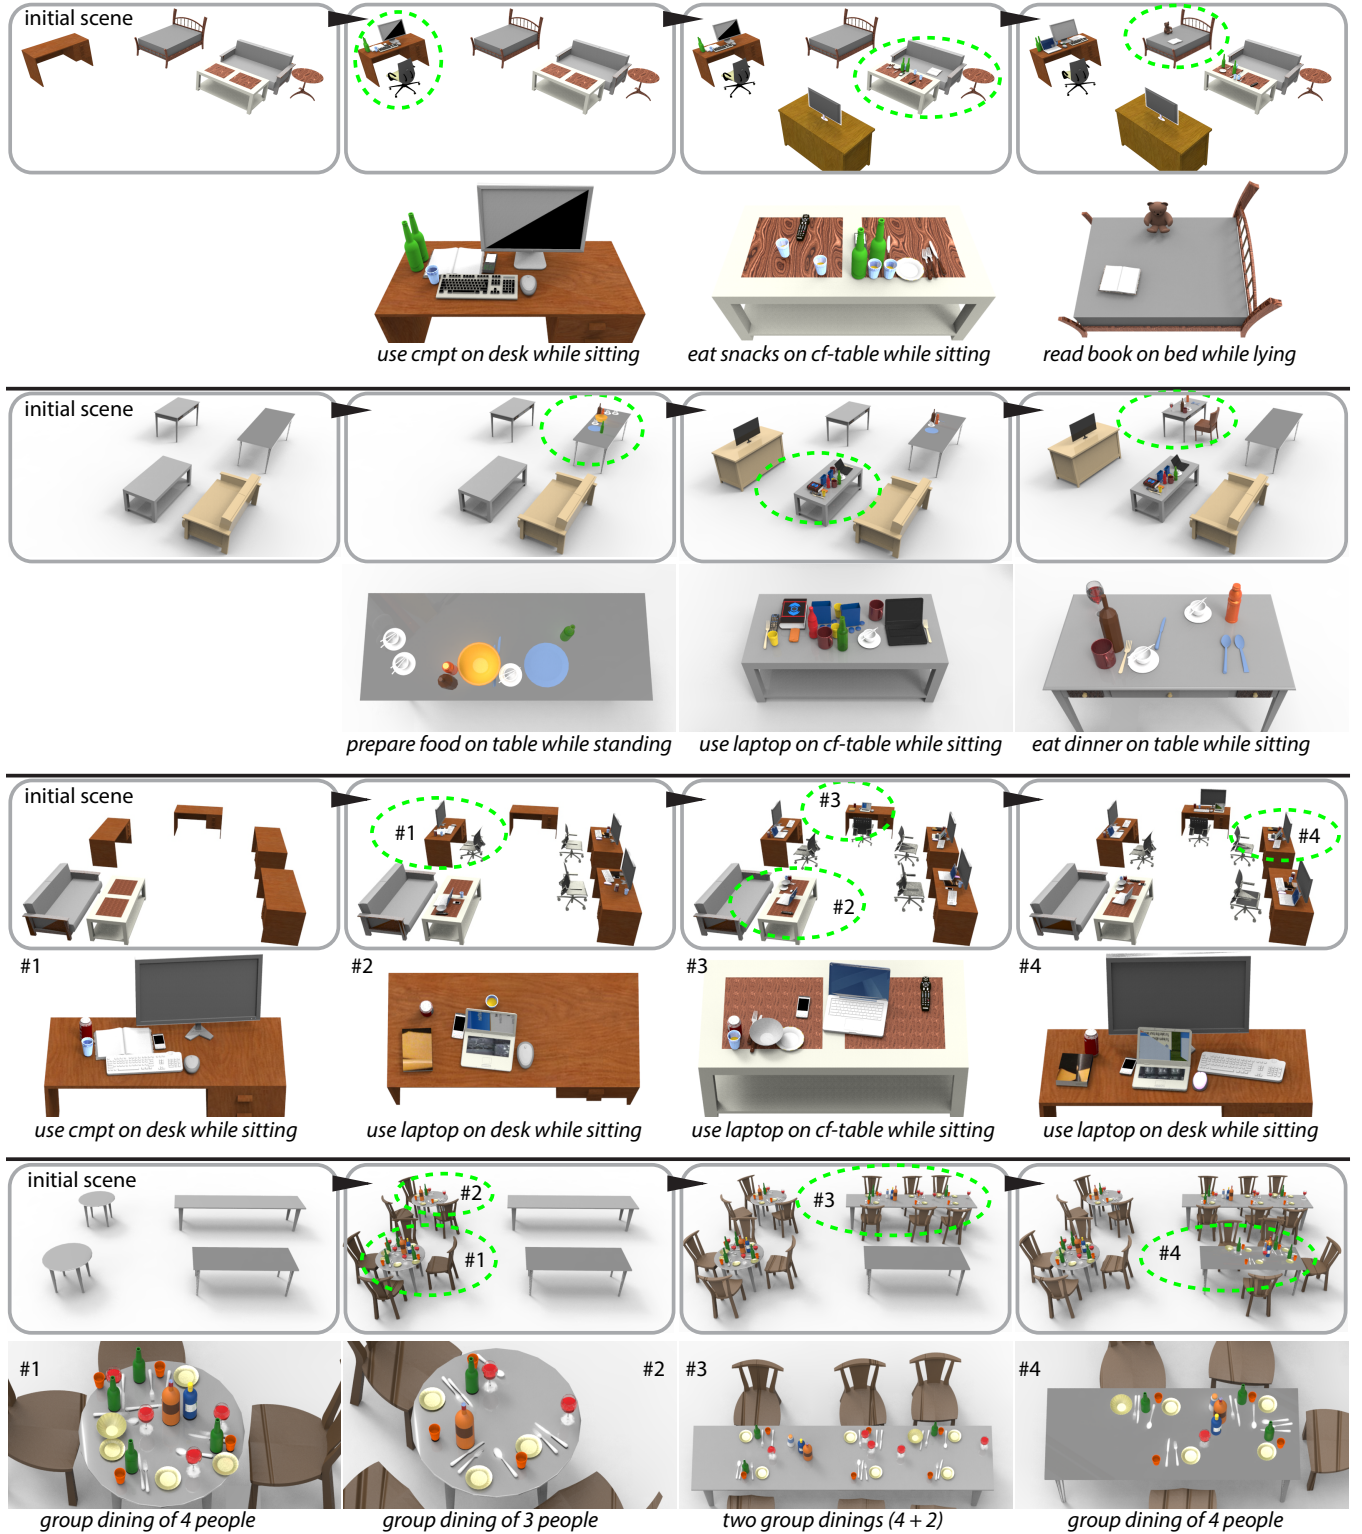 initial scene
use cmpt on desk while sitting
eat snacks on cf-table while sitting
read book on bed while lying
initial scene
prepare food on table while standing
use laptop on cf-table while sitting
eat dinner on table while sitting
initial scene
#1
#3
#2
#4
#1
#2
#3
#4
use cmpt on desk while sitting
use laptop on desk while sitting
use laptop on cf-table while sitting
use laptop on desk while sitting
initial scene
#2
#1
#3
#4
#1
#2
#3
#4
group dining of 4 people
group dining of 3 people
two group dinings (4 + 2)
group dining of 4 people